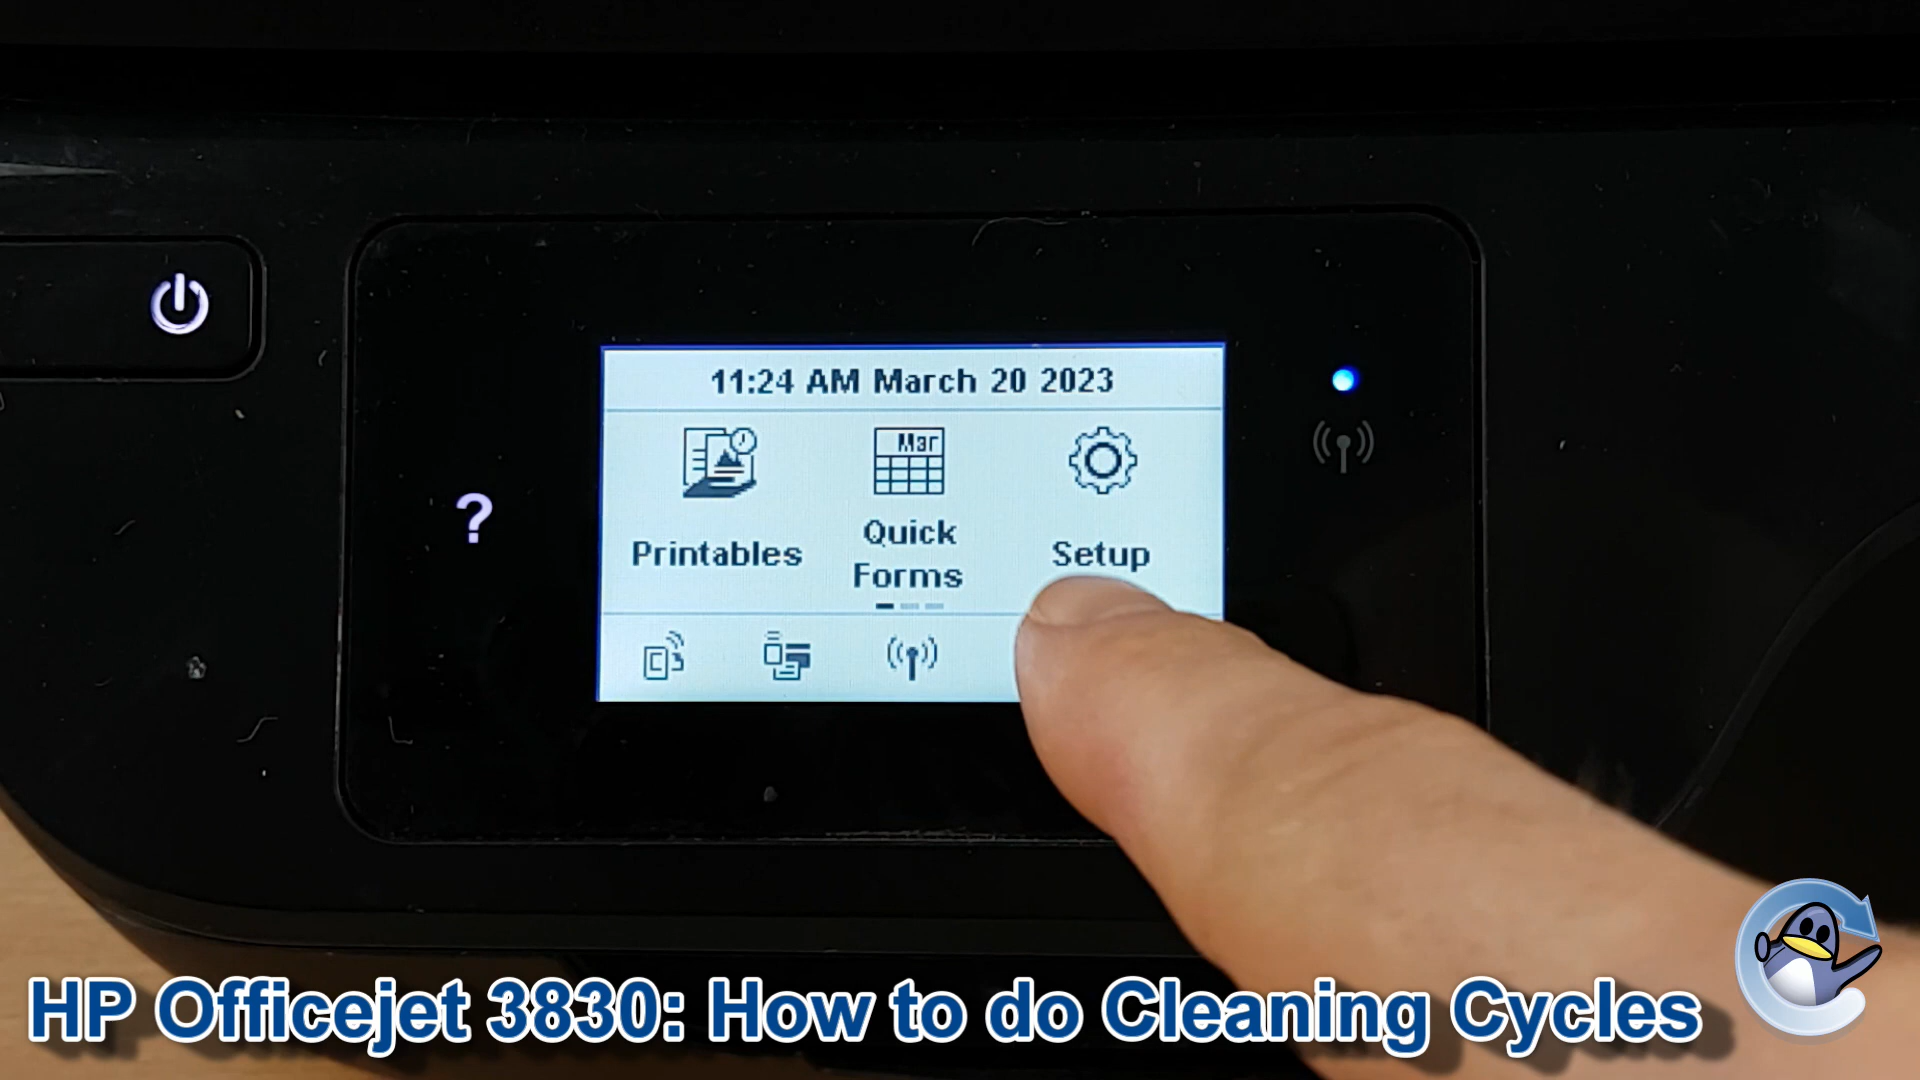 11:24 AM March 20 2023
Mar
Printables
Quick
Forms
Setup
?
HP Officejet 3830: How to do Cleaning Cycles